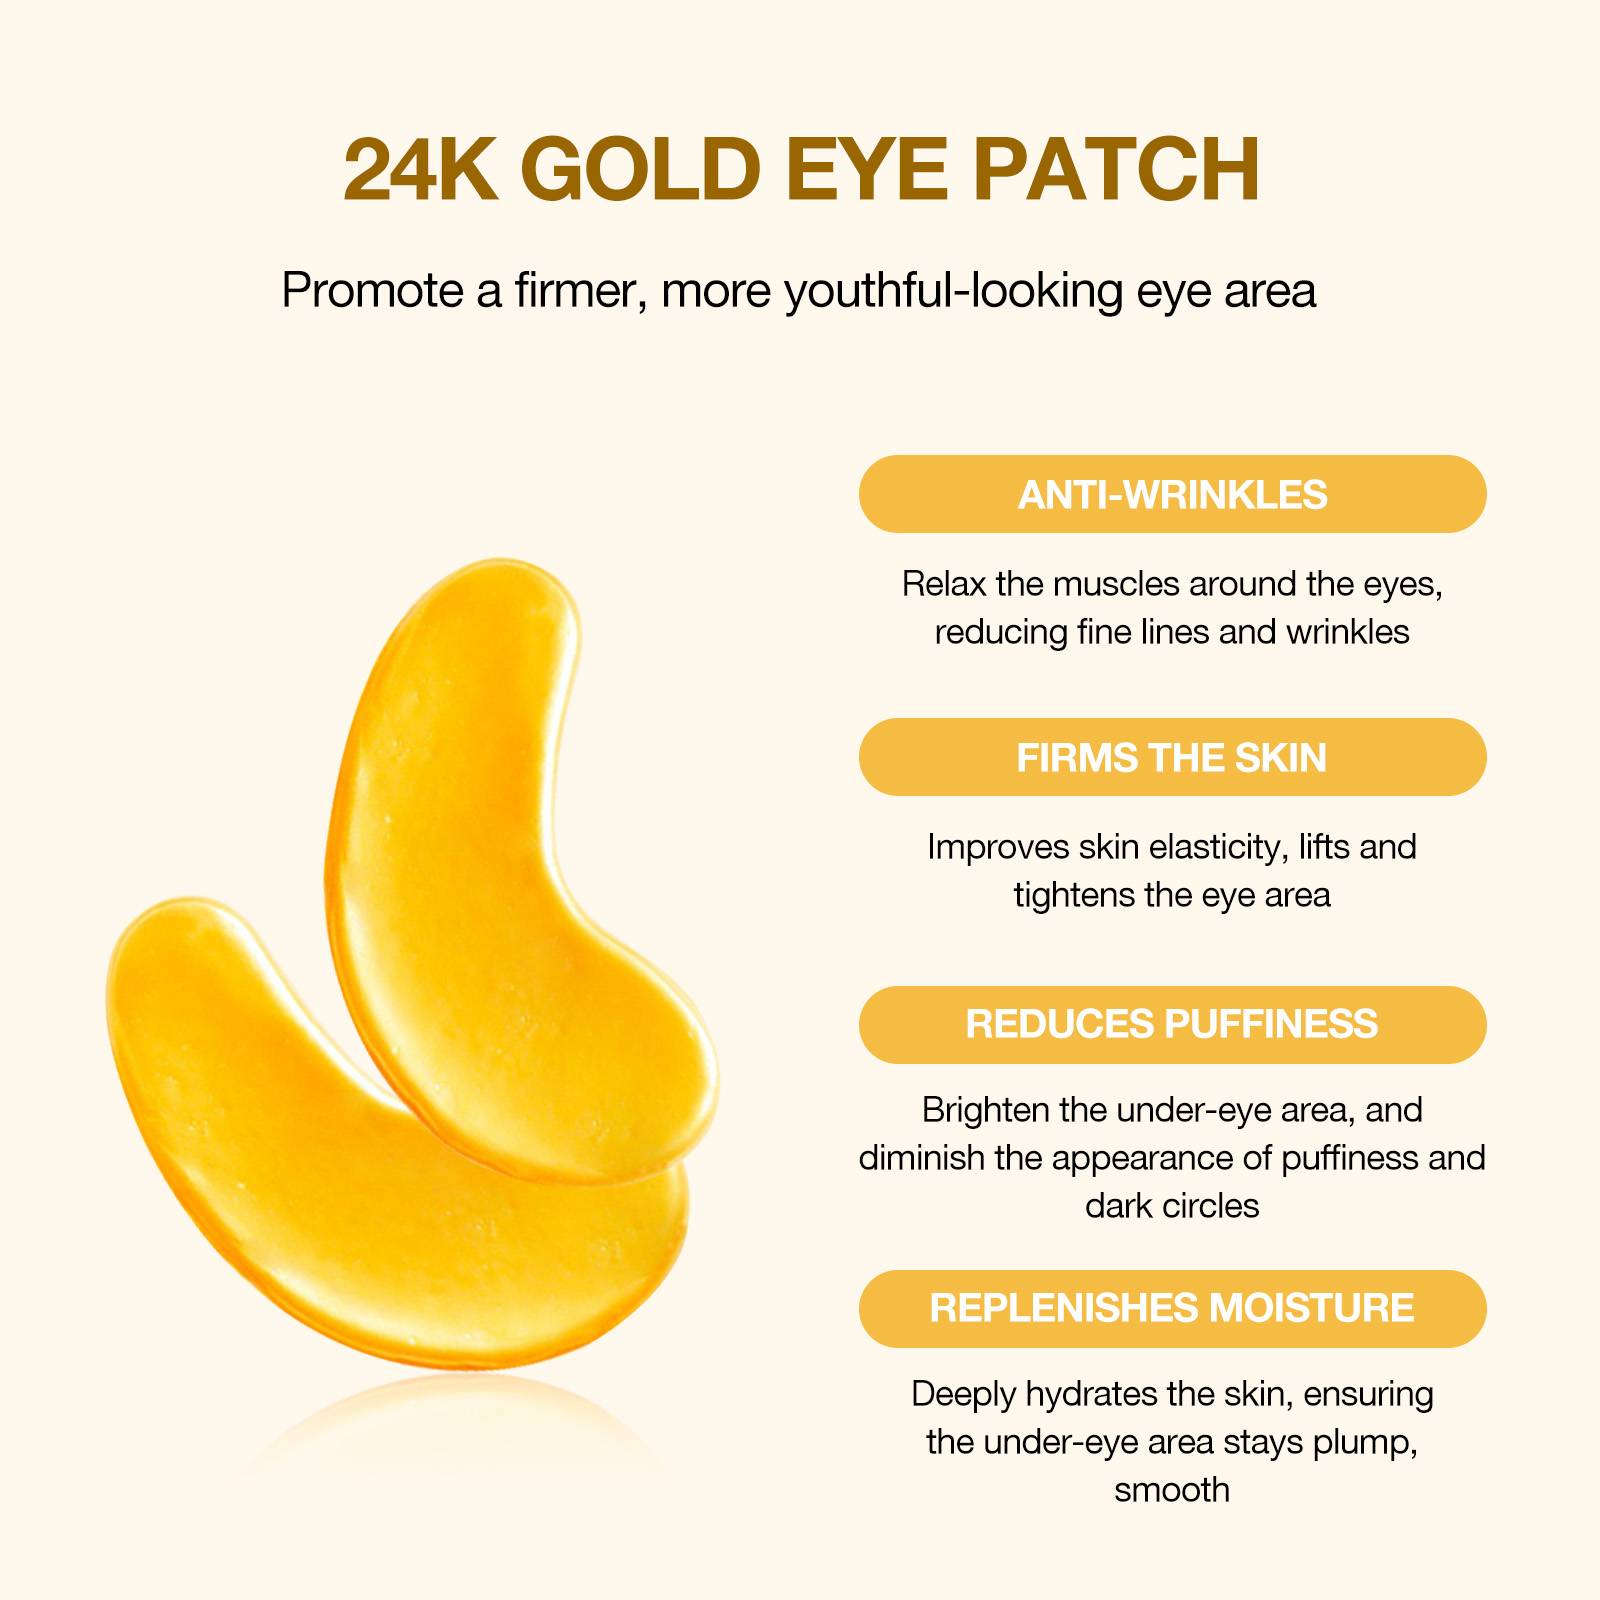 24K GOLD EYE PATCH
Promote a firmer, more youthful-looking eye area
ANTI-WRINKLES
Relax the muscles around the eyes,
reducing fine lines and wrinkles
FIRMS THE SKIN
Improves skin elasticity, lifts and
tightens the eye area
REDUCES PUFFINESS
Brighten the under-eye area, and
diminish the appearance of puffiness and
dark circles
REPLENISHES MOISTURE
Deeply hydrates the skin, ensuring
the under-eye area stays plump,
smooth